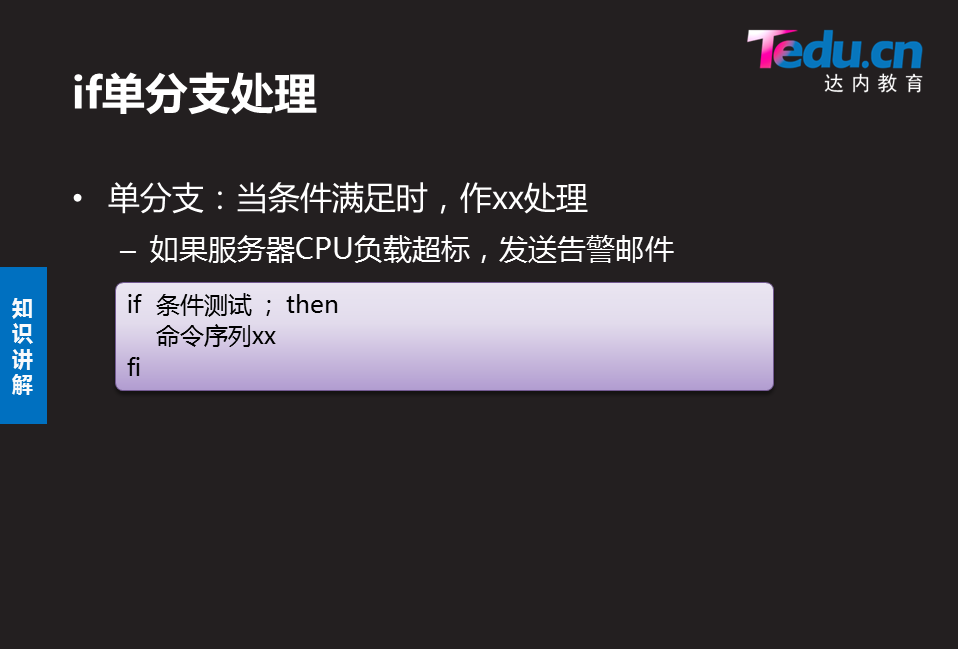 Tedu.cn
达内教育
if单分支处理
• 单分支：当条件满足时，作xx处理
– 如果服务器CPU负载超标，发送告警邮件
知识讲解
if 条件测试 ; then
命令序列xx
fi